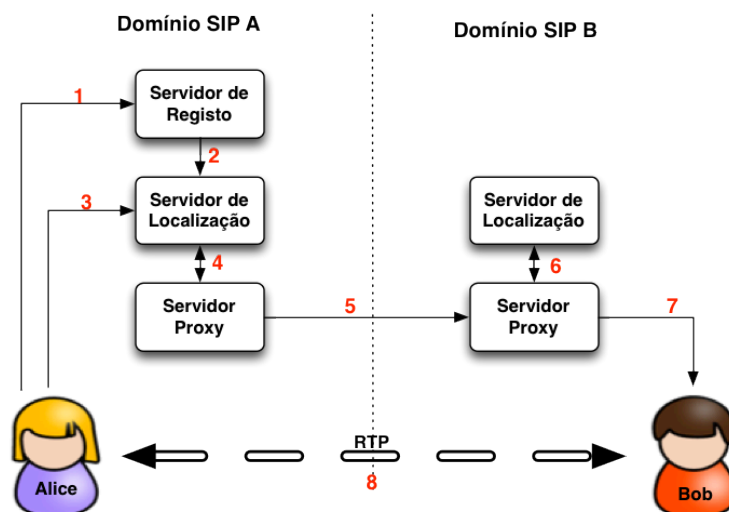 Domínio SIP A
Domínio SIP B
1
Servidor de
Registo
2
3
Servidor de
Localização
Servidor de
Localização
4
6
Servidor
Proxy
5
Servidor
Proxy
7
RTP
8
Alice
Bob